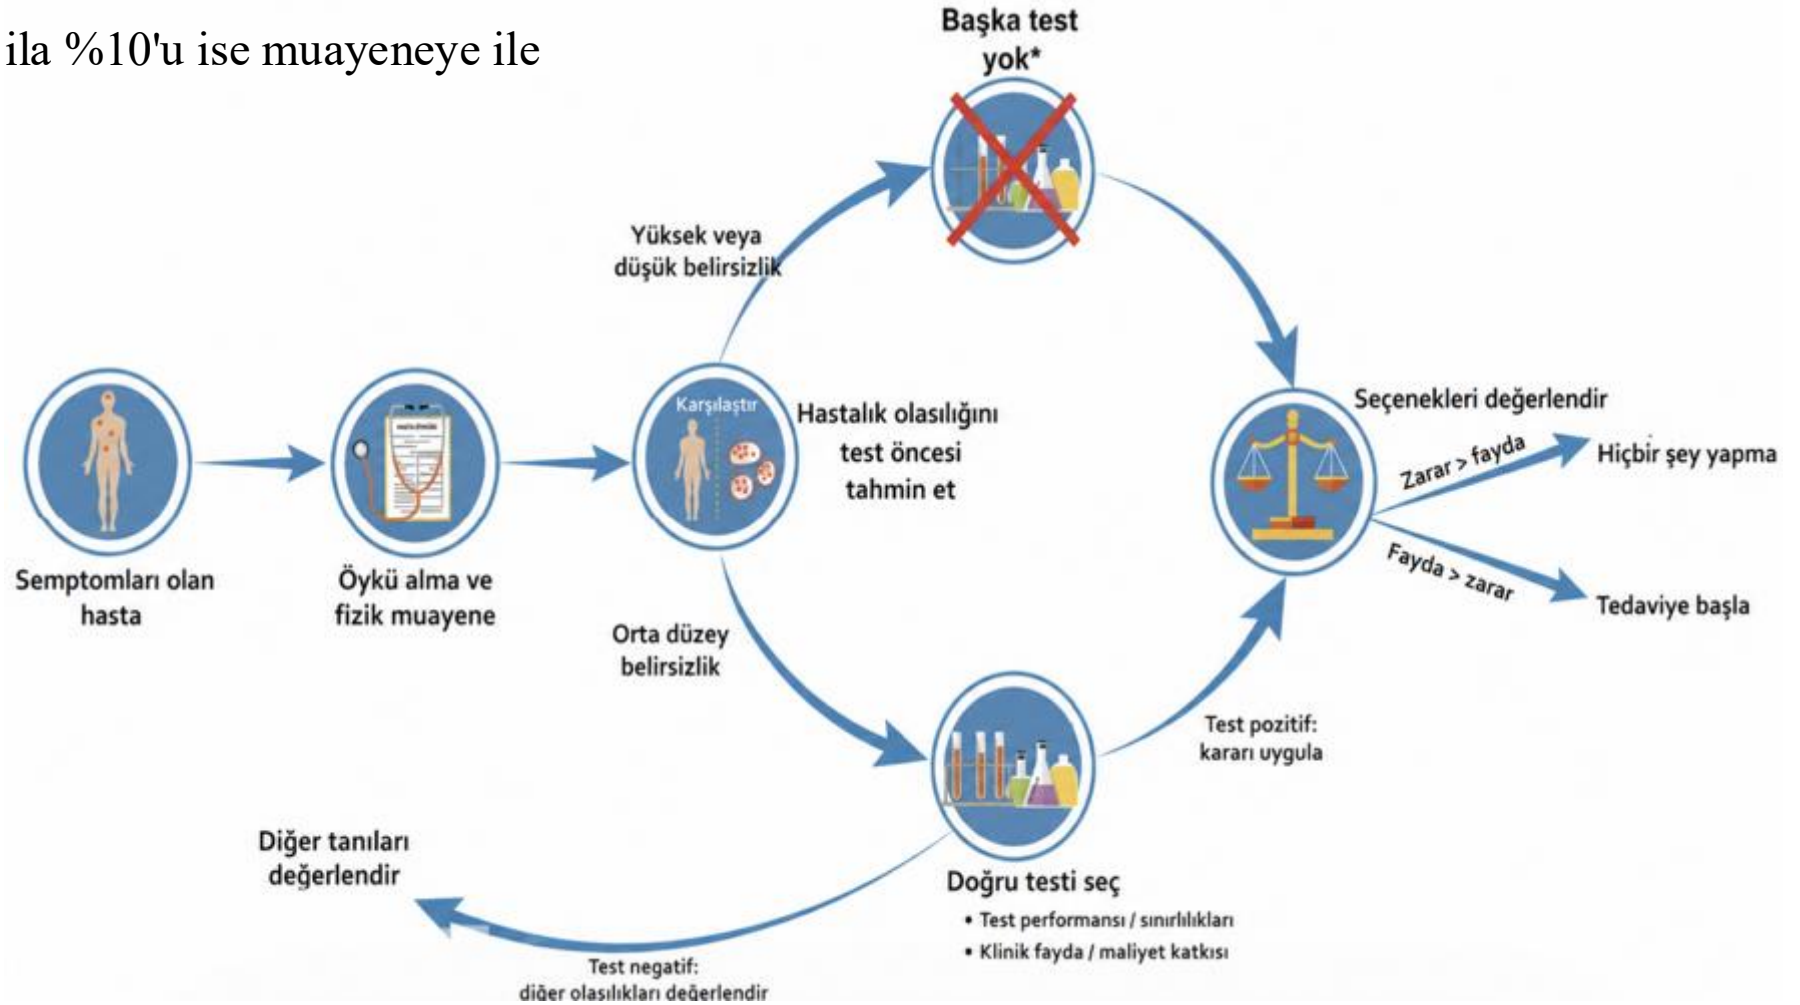 ila %10'u ise muayeneye ile
Başka test
yok*
Yüksek veya
düşük belirsizlik
Karşılaştır
Hastalık olasılığını
test öncesi
tahmin et
Semptomları olan
hasta
Öykü alma ve
fizik muayene
Orta düzey
belirsizlik
Seçenekleri değerlendir
Zarar > fayda
Hiçbir şey yapma
Fayda > zarar
Tedaviye başla
Test pozitif:
kararı uygula
Diğer tanıları
değerlendir
Doğru testi seç
• Test performansı / sınırlılıkları
• Klinik fayda / maliyet katkısı
Test negatif:
diğer olasılıkları değerlendir